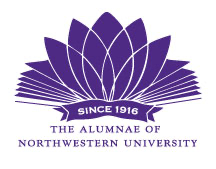 SINCE 1916
THE ALUMNAE OF
NORTHWESTERN UNIVERSITY